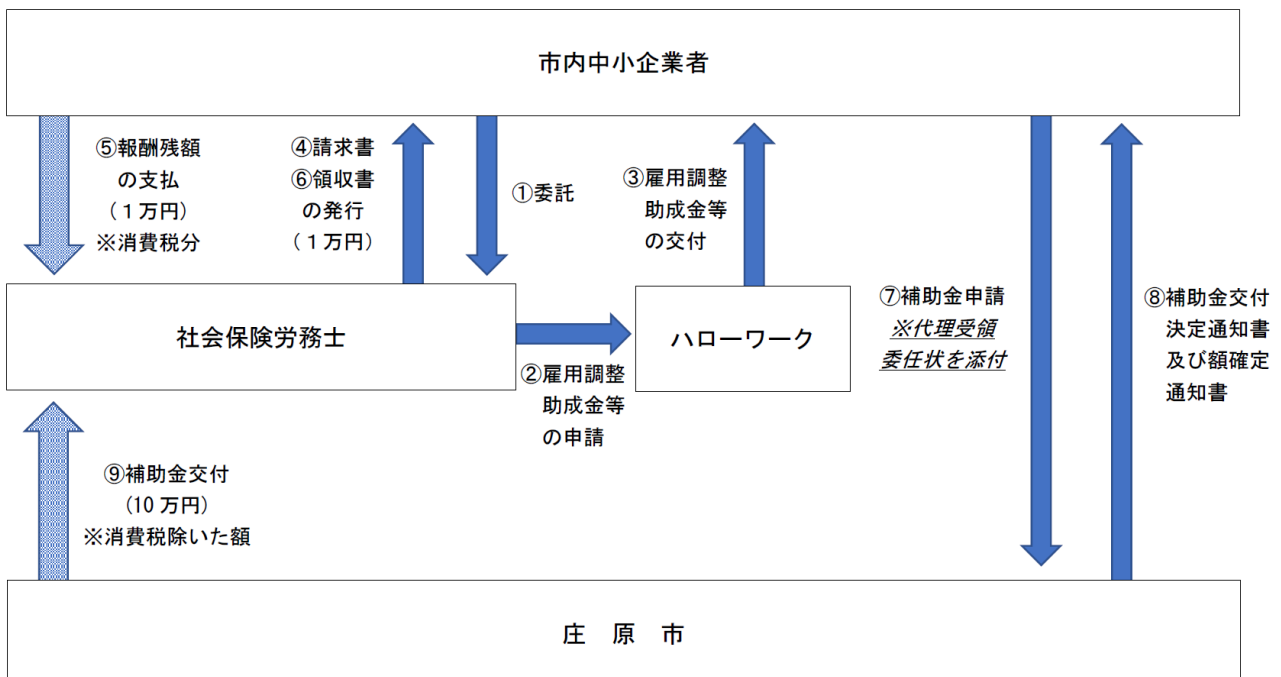 市内中小企業者
⑤報酬残額
の支払
（１万円）
※消費税分
④請求書
⑥領収書
の発行
（１万円）
①委託
③雇用調整
助成金等
の交付
⑦補助金申請
※代理受領
委任状を添付
⑧補助金交付
決定通知書
及び額確定
通知書
社会保険労務士
ハローワーク
②雇用調整
助成金等
の申請
⑨補助金交付
(10 万円)
※消費税除いた額
庄　原　市